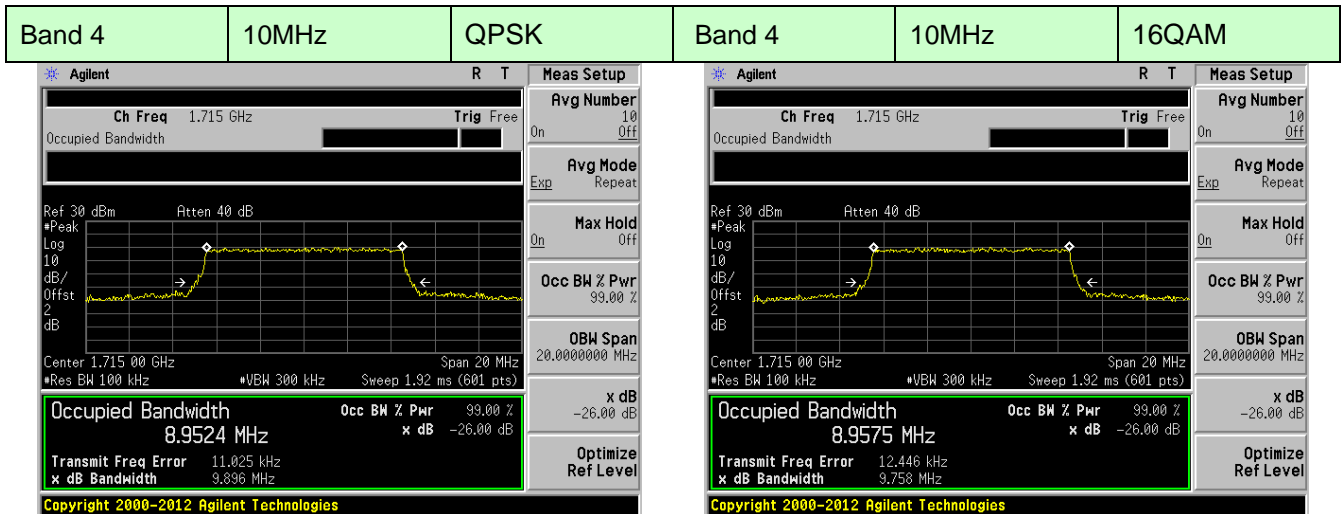 Band 4 10MHz QPSK Band 4 10MHz 16QAM
Agilent R T Meas Setup
Ch Freq 1.715 GHz Trig Free
Occupied Bandwidth
Avg Number
10
On Off
Avg Mode
Exp Repeat
Max Hold
On Off
Occ BW % Pwr
99.00 %
OBW Span
20.0000000 MHz
x dB
-26.00 dB
Optimize
Ref Level
Ref 30 dBm Atten 40 dB
#Peak
Log
10
dB/
Offst
2
dB
Center 1.715 00 GHz Span 20 MHz
#Res BW 100 kHz #VBW 300 kHz Sweep 1.92 ms (601 pts)
Occupied Bandwidth Occ BW % Pwr 99.00 %
8.9524 MHz x dB -26.00 dB
Transmit Freq Error 11.025 kHz
x dB Bandwidth 9.896 MHz
Copyright 2000-2012 Agilent Technologies
Agilent R T Meas Setup
Ch Freq 1.715 GHz Trig Free
Occupied Bandwidth
Avg Number
10
On Off
Avg Mode
Exp Repeat
Max Hold
On Off
Occ BW % Pwr
99.00 %
OBW Span
20.0000000 MHz
x dB
-26.00 dB
Optimize
Ref Level
Ref 30 dBm Atten 40 dB
#Peak
Log
10
dB/
Offst
2
dB
Center 1.715 00 GHz Span 20 MHz
#Res BW 100 kHz #VBW 300 kHz Sweep 1.92 ms (601 pts)
Occupied Bandwidth Occ BW % Pwr 99.00 %
8.9575 MHz x dB -26.00 dB
Transmit Freq Error 12.446 kHz
x dB Bandwidth 9.758 MHz
Copyright 2000-2012 Agilent Technologies